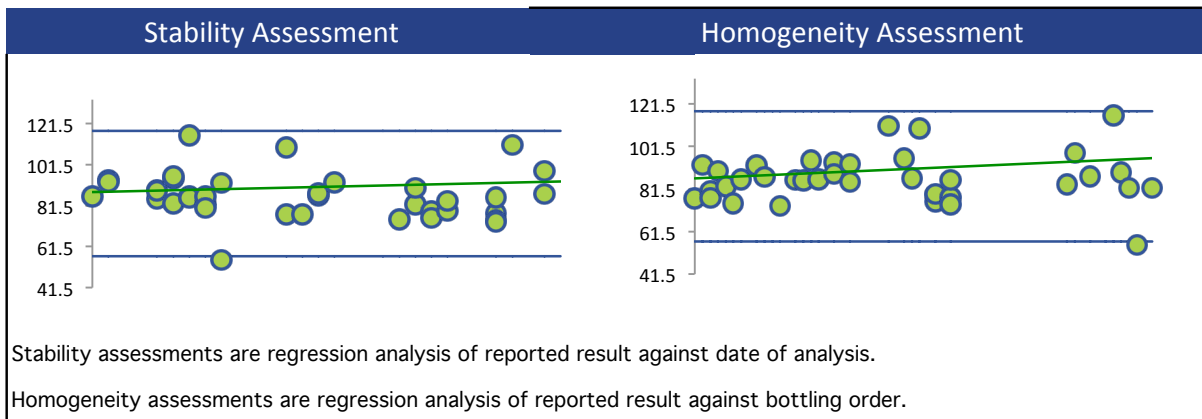 Stability Assessment
Homogeneity Assessment
121.5
101.5
81.5
61.5
41.5
121.5
101.5
81.5
61.5
41.5
Stability assessments are regression analysis of reported result against date of analysis.
Homogeneity assessments are regression analysis of reported result against bottling order.